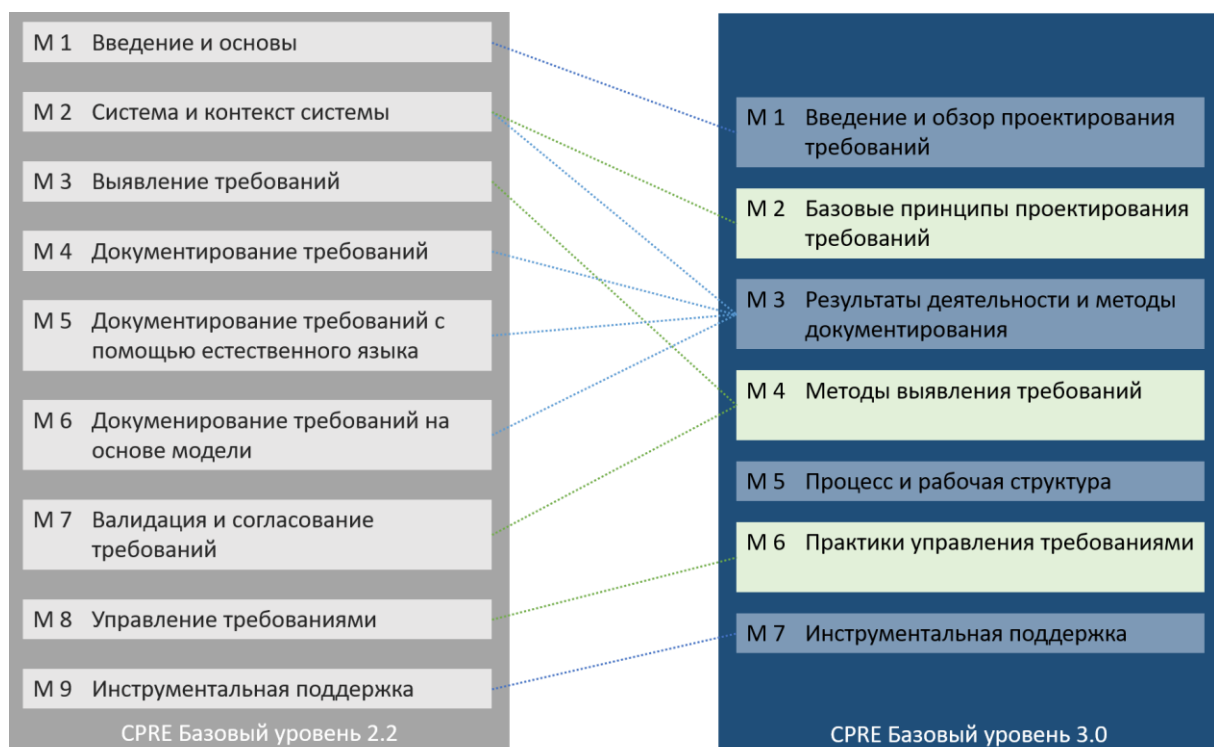 М 1 Введение и основы
М 2 Система и контекст системы
М 3 Выявление требований
М 4 Документирование требований
М 5 Документирование требований с
помощью естественного языка
М 6 Докуменирование требований на
основе модели
М 7 Валидация и согласование
требований
М 8 Управление требованиями
М 9 Инструментальная поддержка
CPRE Базовый уровень 2.2
М 1 Введение и обзор проектирования
требований
М 2 Базовые принципы проектирования
требований
М 3 Результаты деятельности и методы
документирования
М 4 Методы выявления требований
М 5 Процесс и рабочая структура
М 6 Практики управления требованиями
М 7 Инструментальная поддержка
CPRE Базовый уровень 3.0